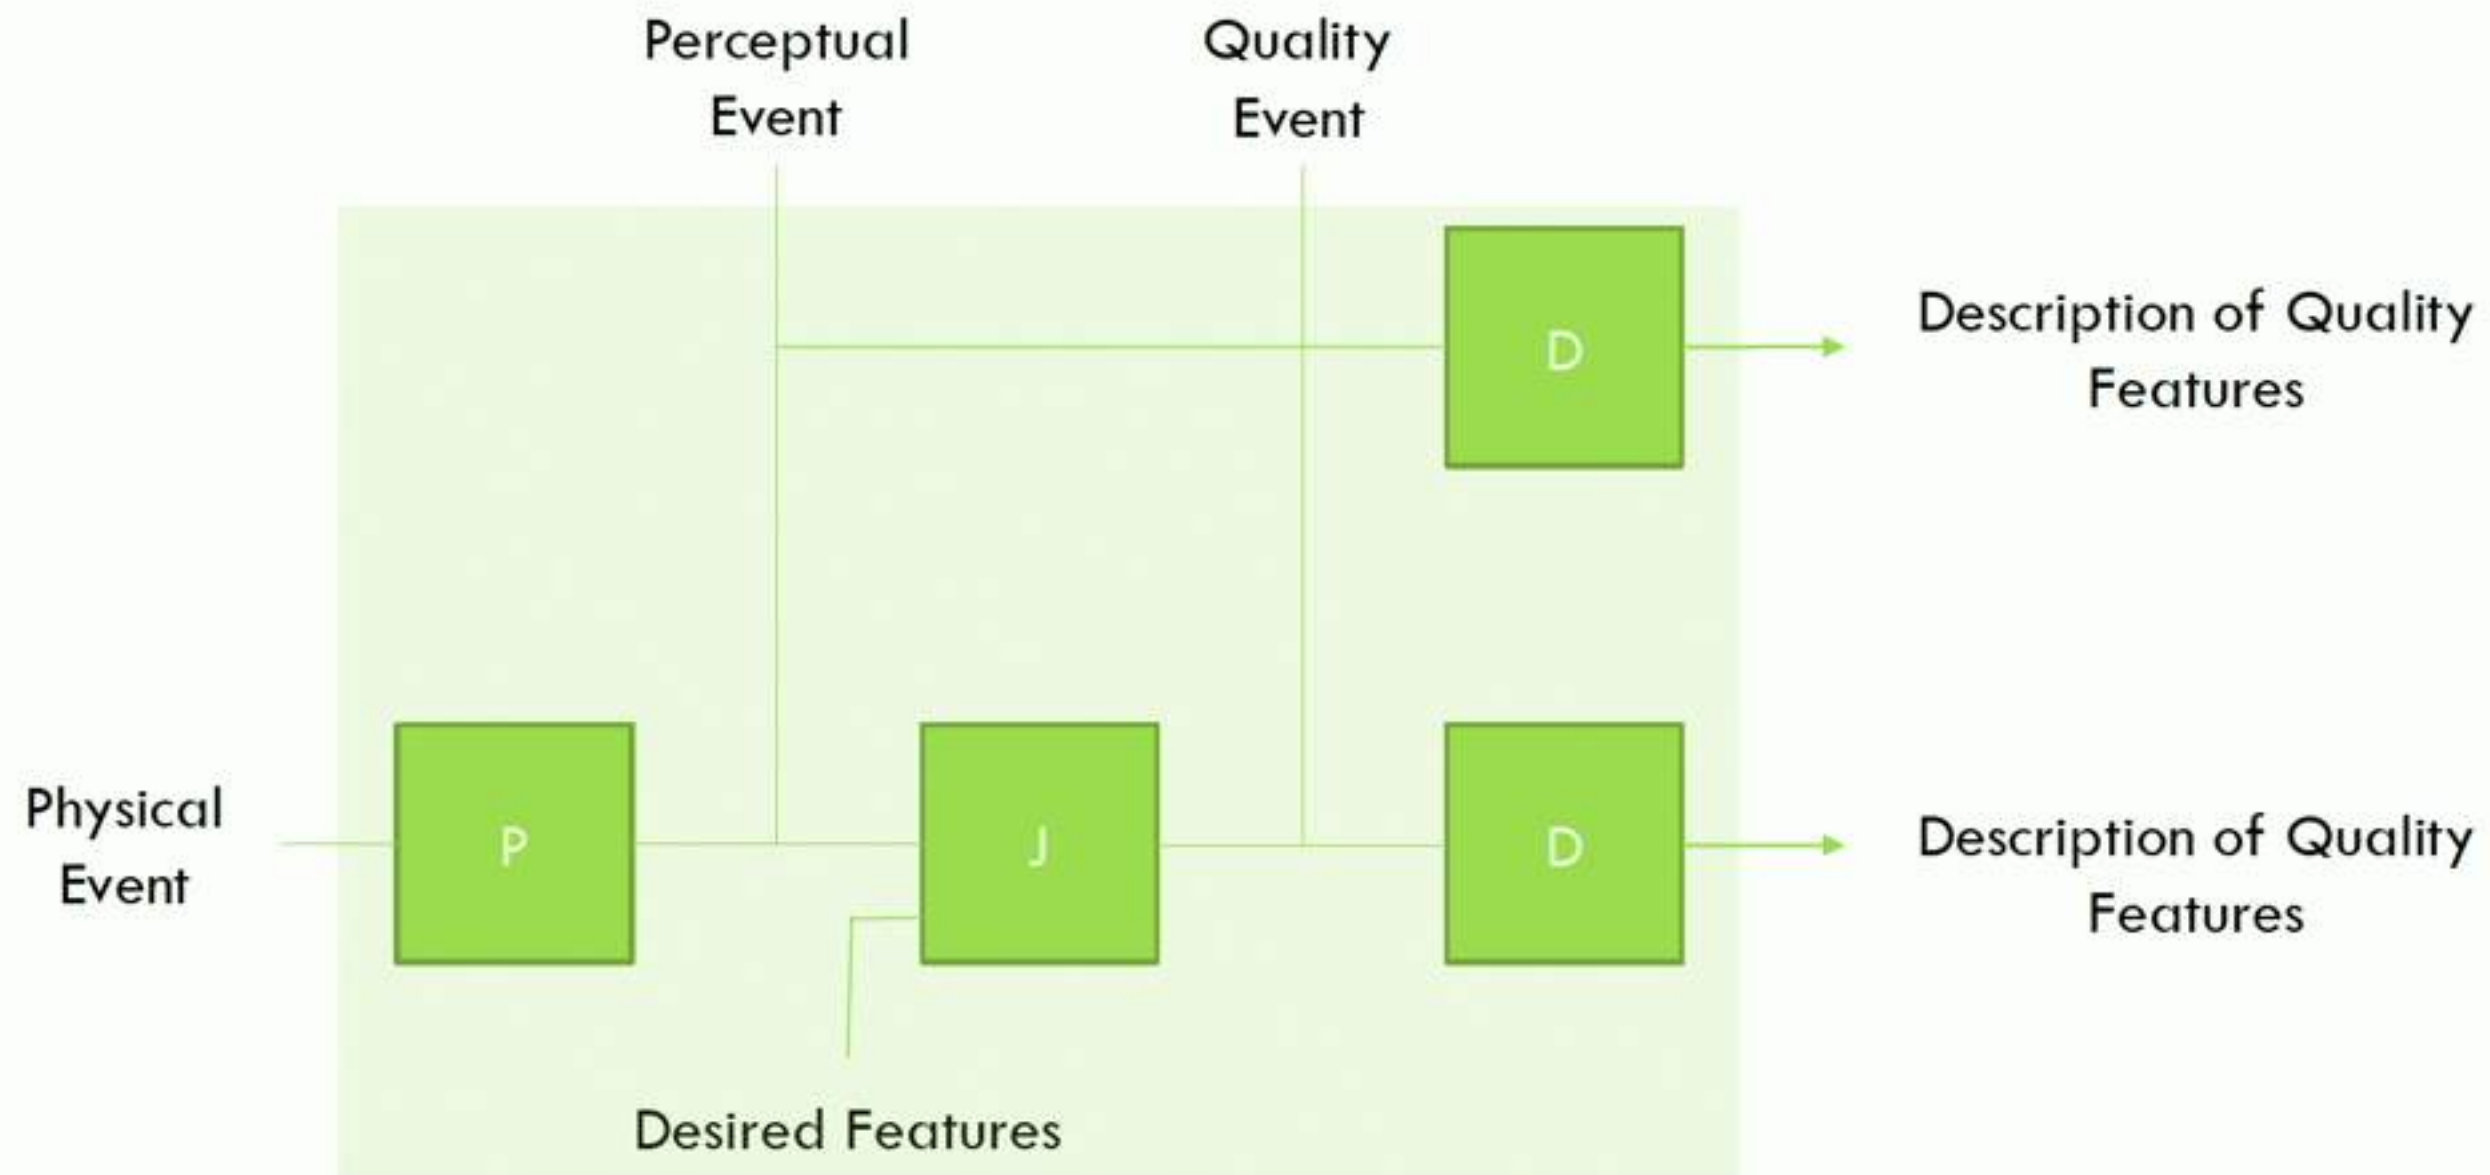 Perceptual
Event
Quality
Event
D
Description of Quality
Features
Physical
Event
P
J
D
Description of Quality
Features
Desired Features